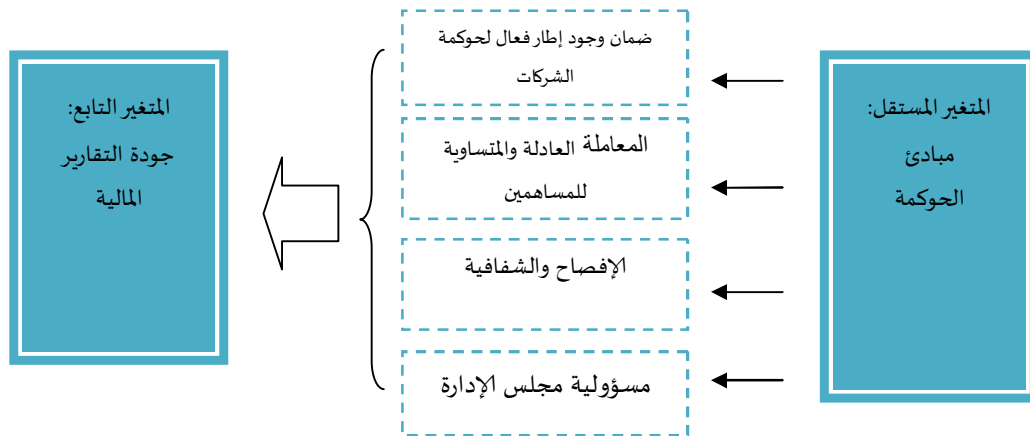 المتغير المستقل:
مبادئ
الحوكمة
ضمان وجود إطار فعال لحوكمة
الشركات
المعاملة العادلة والمتساوية
للمساهمين
الإفصاح والشفافية
مسؤولية مجلس الإدارة
المتغير التابع:
جودة التقارير
المالية